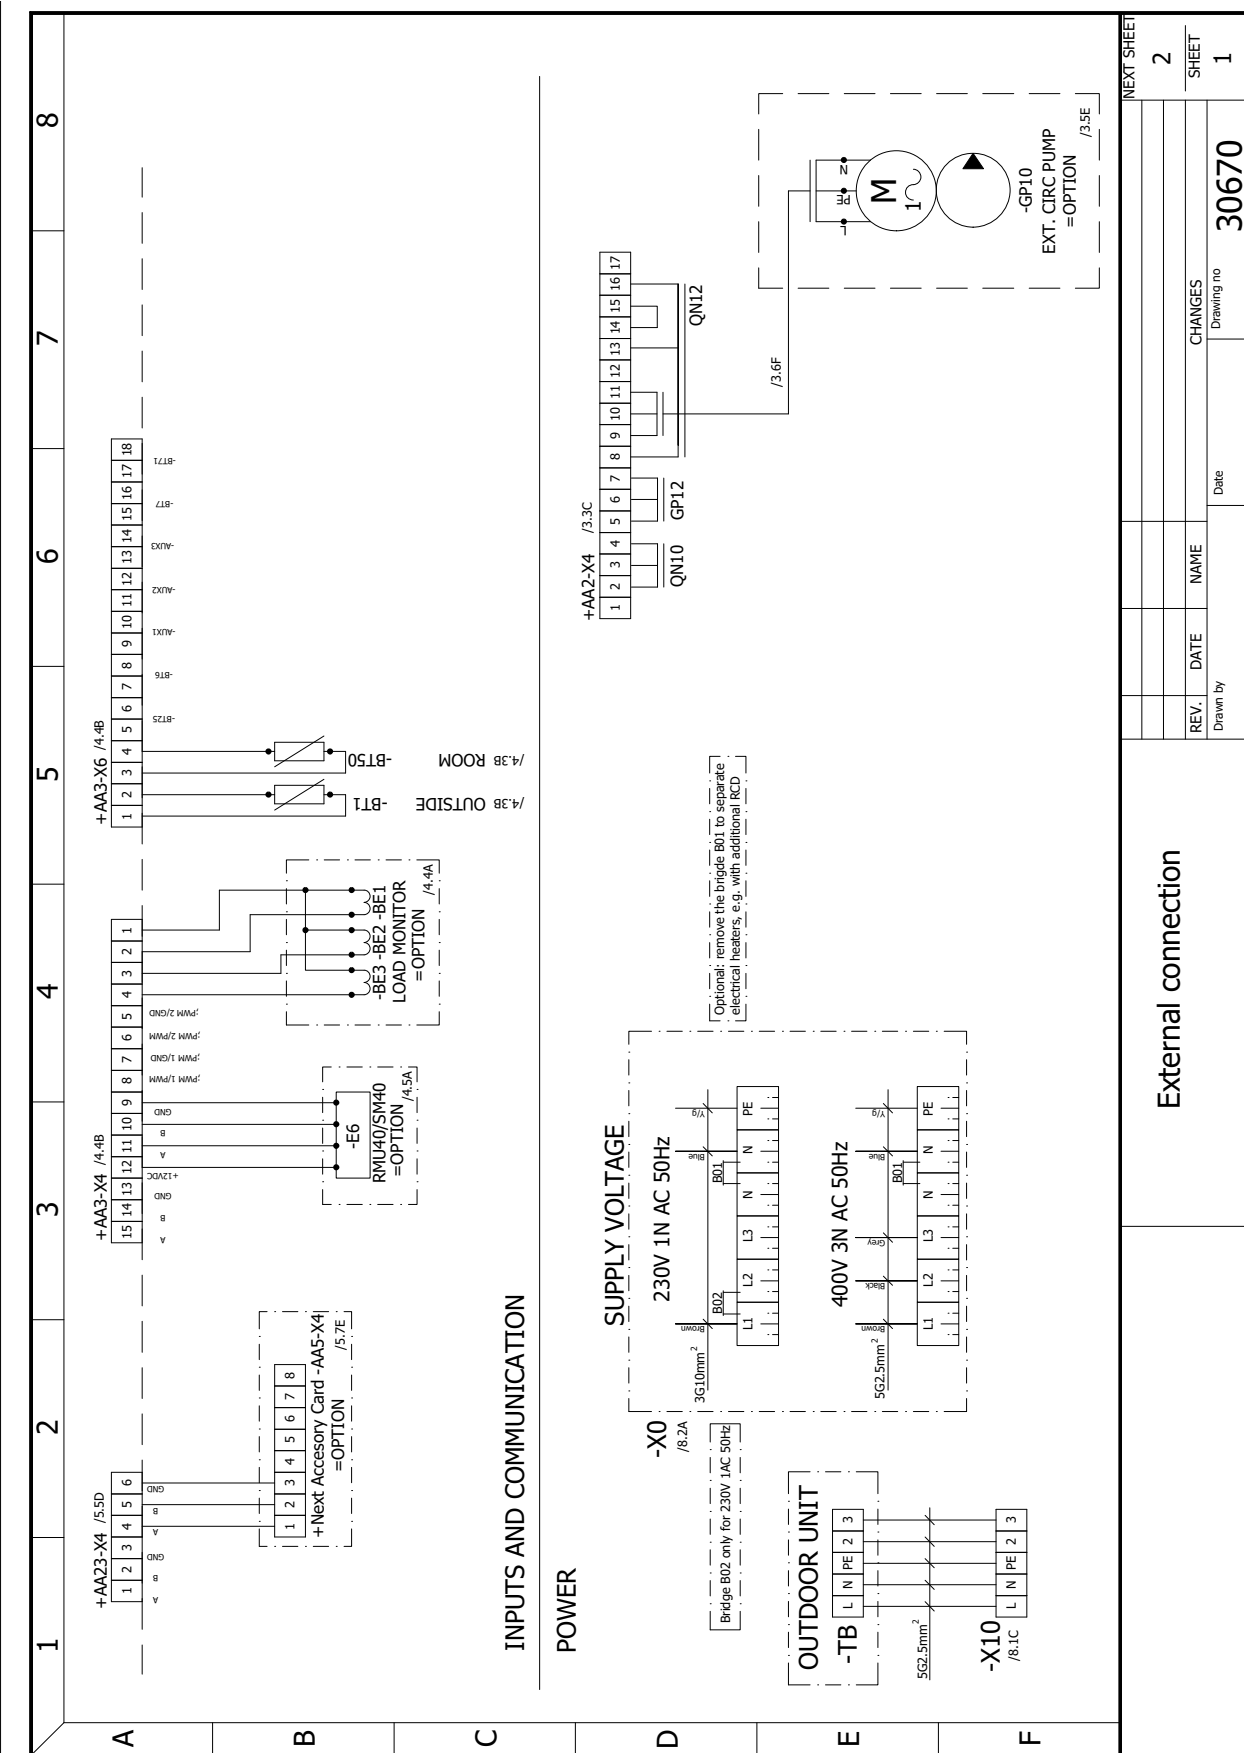 1 2 3 4 5 6 7 8
A
B
C
D
E
F
+AA23-X4 /5.5D
1 2 3 4 5 6
A
B
GND
A
B
GND
1 2 3 4 5 6 7 8
+Next Accesory Card -AA5-X4
=OPTION
/5.7E
+AA3-X4 /4.4B
15 14 13 12 11 10 9 8 7 6 5 4 3 2 1
A
B
GND
+12VDC
A
B
GND
;PWM 1/PWM
;PWM 1/GND
;PWM 2/PWM
;PWM 2/GND
-E6
RMU40/SM40
=OPTION
/4.5A
-BE3 -BE2 -BE1
LOAD MONITOR
=OPTION
/4.4A
+AA3-X6 /4.4B
1 2 3 4 5 6 7 8 9 10 11 12 13 14 15 16 17 18
-BT25
-BT6
-AUX1
-AUX2
-AUX3
-BT7
-BT71
-BT1
OUTSIDE /4.3B
-BT50
ROOM /4.3B
INPUTS AND COMMUNICATION
POWER
+AA2-X4 /3.3C
1 2 3 4 5 6 7 8 9 10 11 12 13 14 15 16 17
QN10
GP12
QN12
/3.6F
L PE N
M
1
-GP10
EXT. CIRC PUMP
=OPTION
/3.5E
SUPPLY VOLTAGE
230V 1N AC 50Hz
-X0
/8.2A
3G10mm²
Brown
Blue
Y/g
B02
B01
L1 L2 L3 N N PE
400V 3N AC 50Hz
5G2.5mm²
Brown
Black
Grey
Blue
Y/g
B01
L1 L2 L3 N N PE
Optional: remove the brigde B01 to separate
electrical heaters, e.g. with additional RCD
Bridge B02 only for 230V 1AC 50Hz
OUTDOOR UNIT
-TB
L N PE 2 3
5G2.5mm²
-X10
/8.1C
L N PE 2 3
External connection
REV.
DATE
NAME
CHANGES
Drawn by
Date
Drawing no
30670
NEXT SHEET
2
SHEET
1